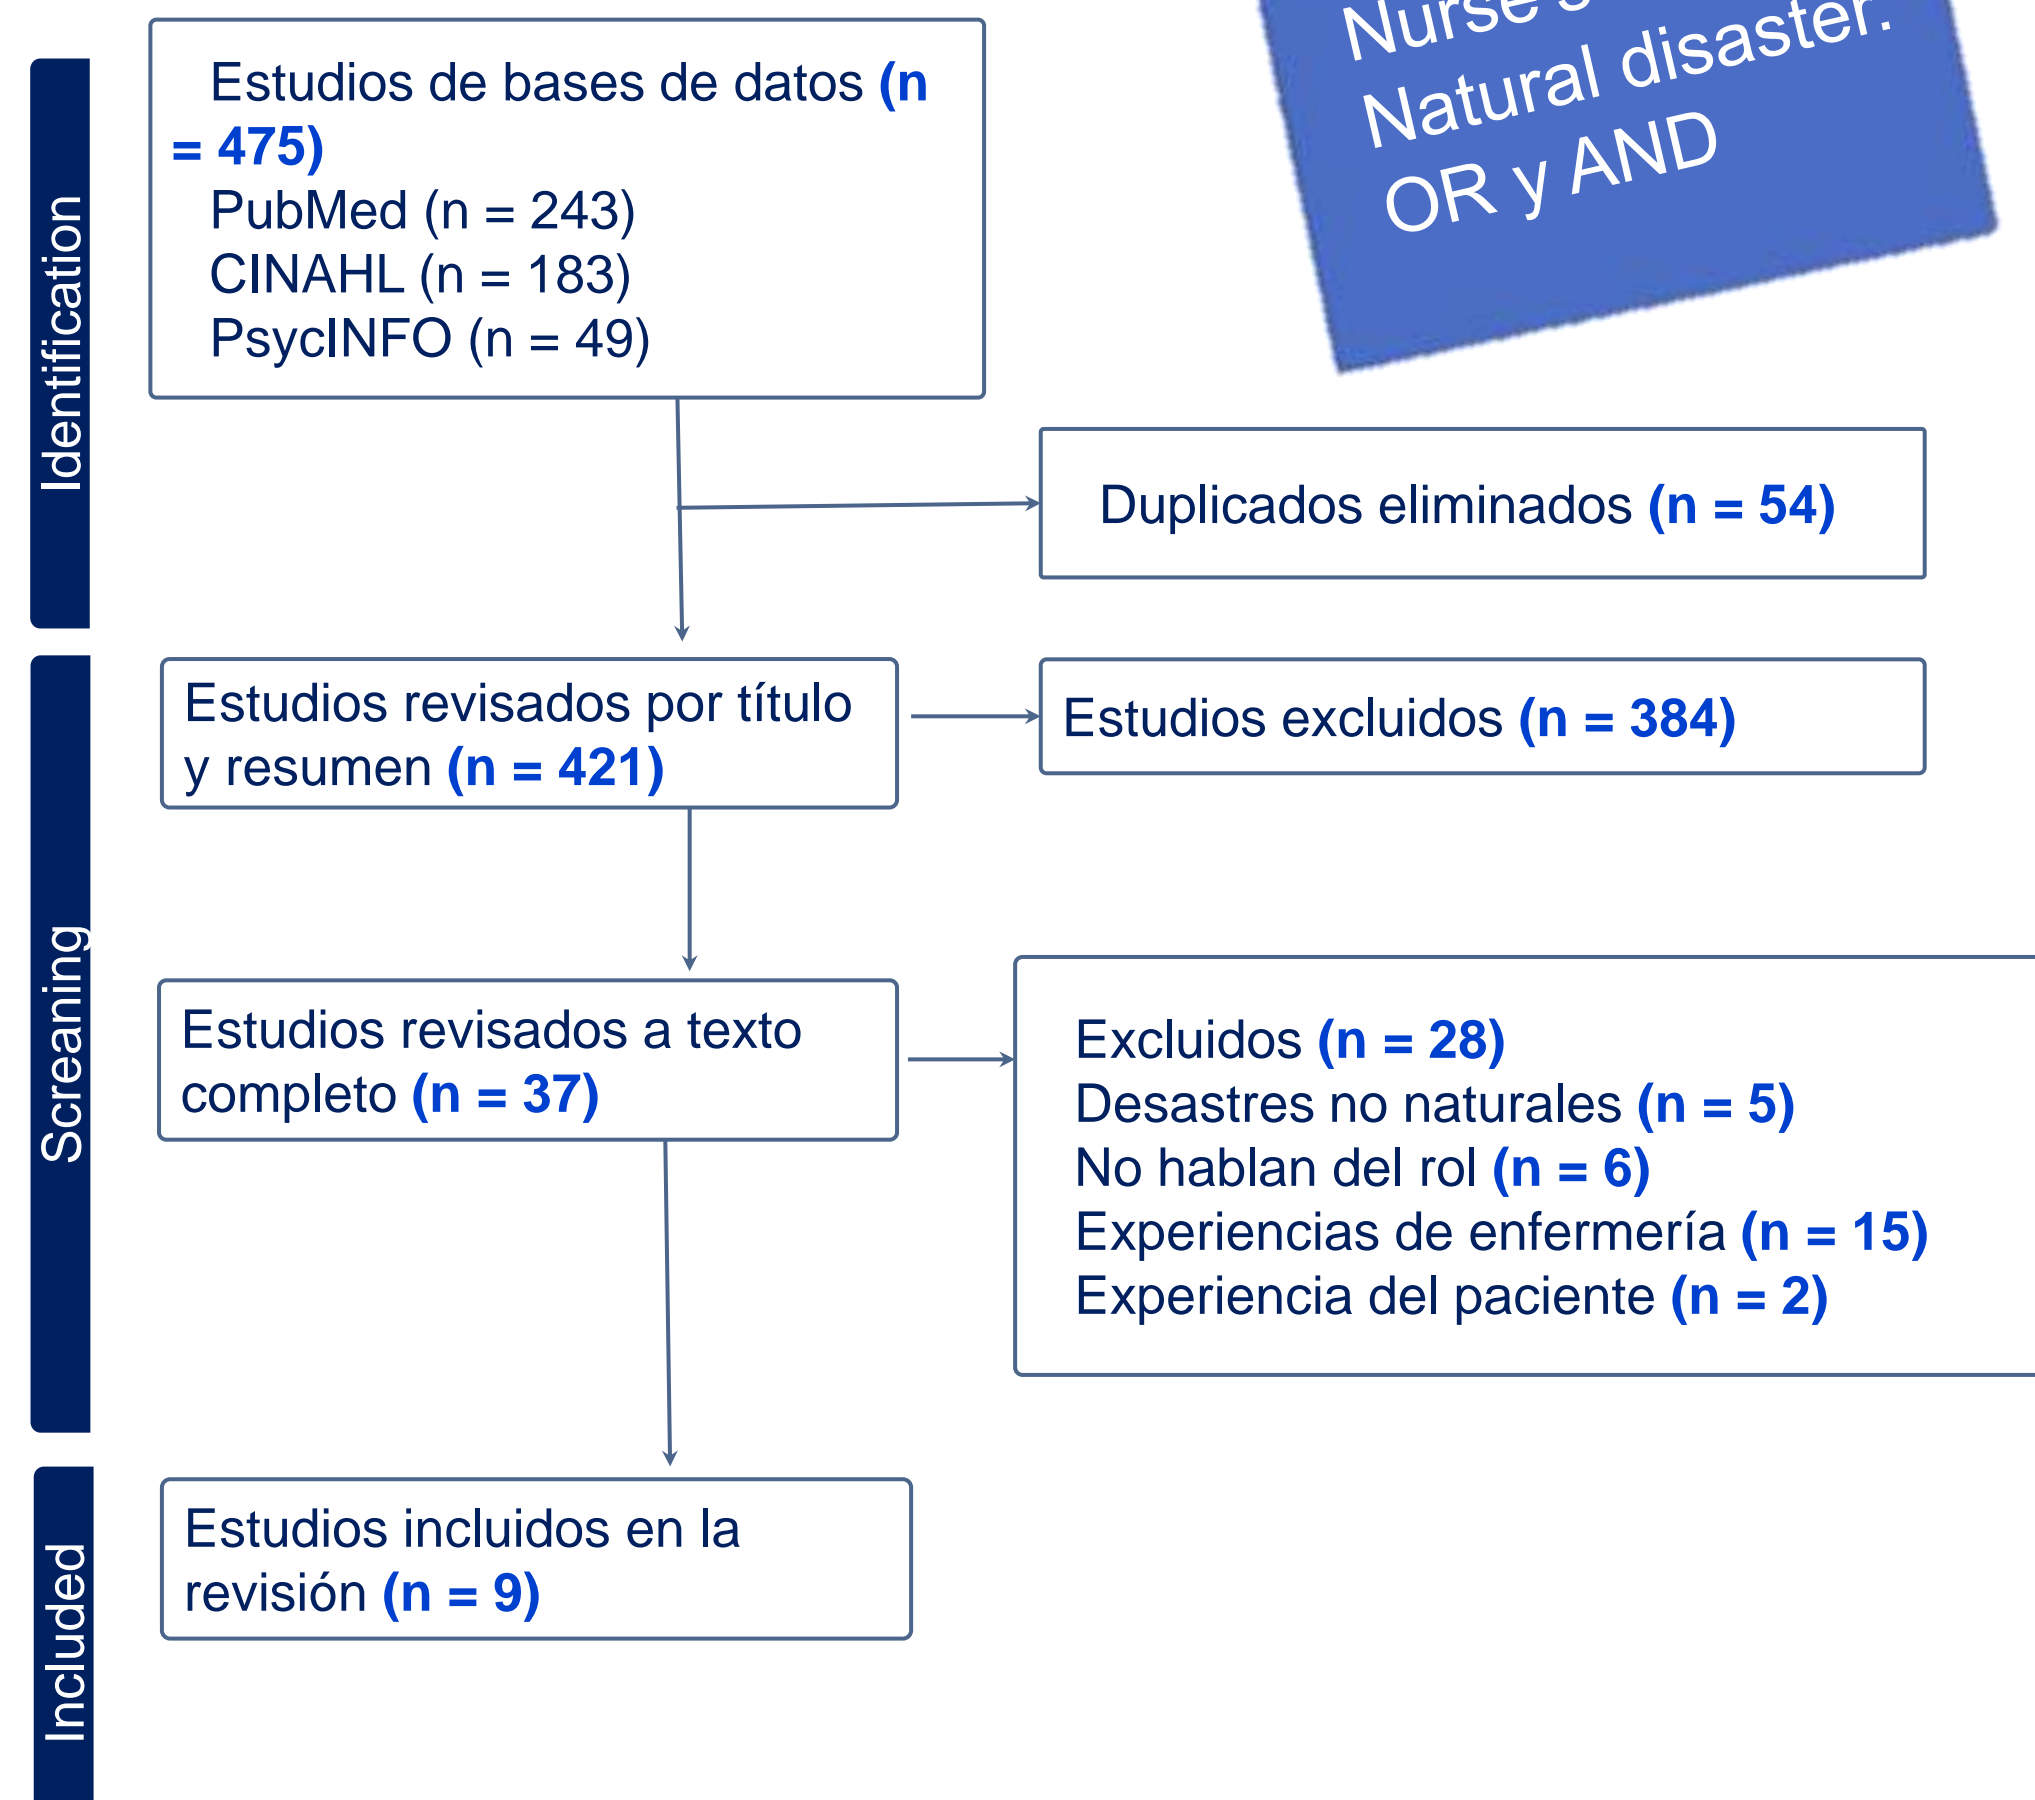 Nurse's
Natural disaster.
OR y AND
Identification
Estudios de bases de datos (n
= 475)
PubMed (n = 243)
CINAHL (n = 183)
PsycINFO (n = 49)
Duplicados eliminados (n = 54)
Screaning
Estudios revisados por título
y resumen (n = 421)
Estudios excluidos (n = 384)
Estudios revisados a texto
completo (n = 37)
Excluidos (n = 28)
Desastres no naturales (n = 5)
No hablan del rol (n = 6)
Experiencias de enfermería (n = 15)
Experiencia del paciente (n = 2)
Included
Estudios incluidos en la
revisión (n = 9)